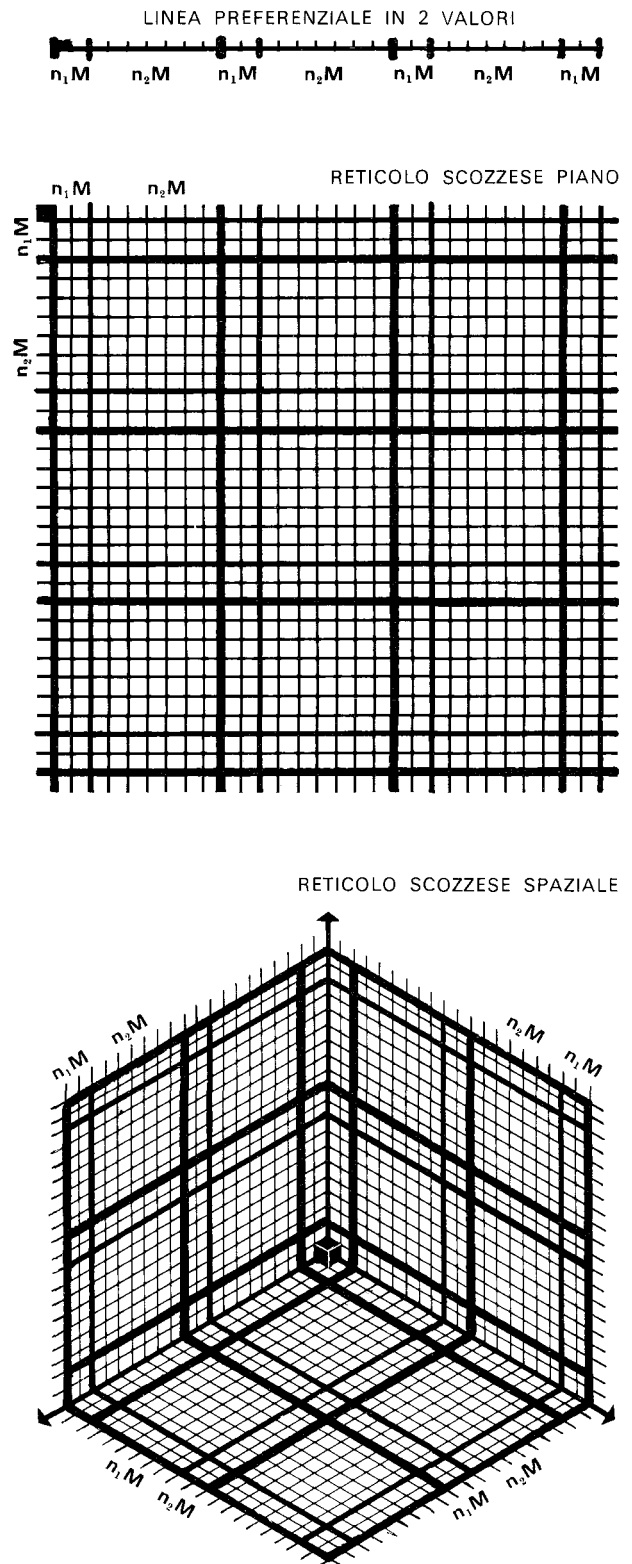 LINEA PREFERENZIALE IN 2 VALORI
n₁M n₂M n₁M n₂M n₁M n₂M n₁M
RETICOLO SCOZZESE PIANO
n₁M n₂M
n₁M
n₂M
RETICOLO SCOZZESE SPAZIALE
n₁M n₂M n₂M n₁M
n₁M n₂M n₁M n₂M